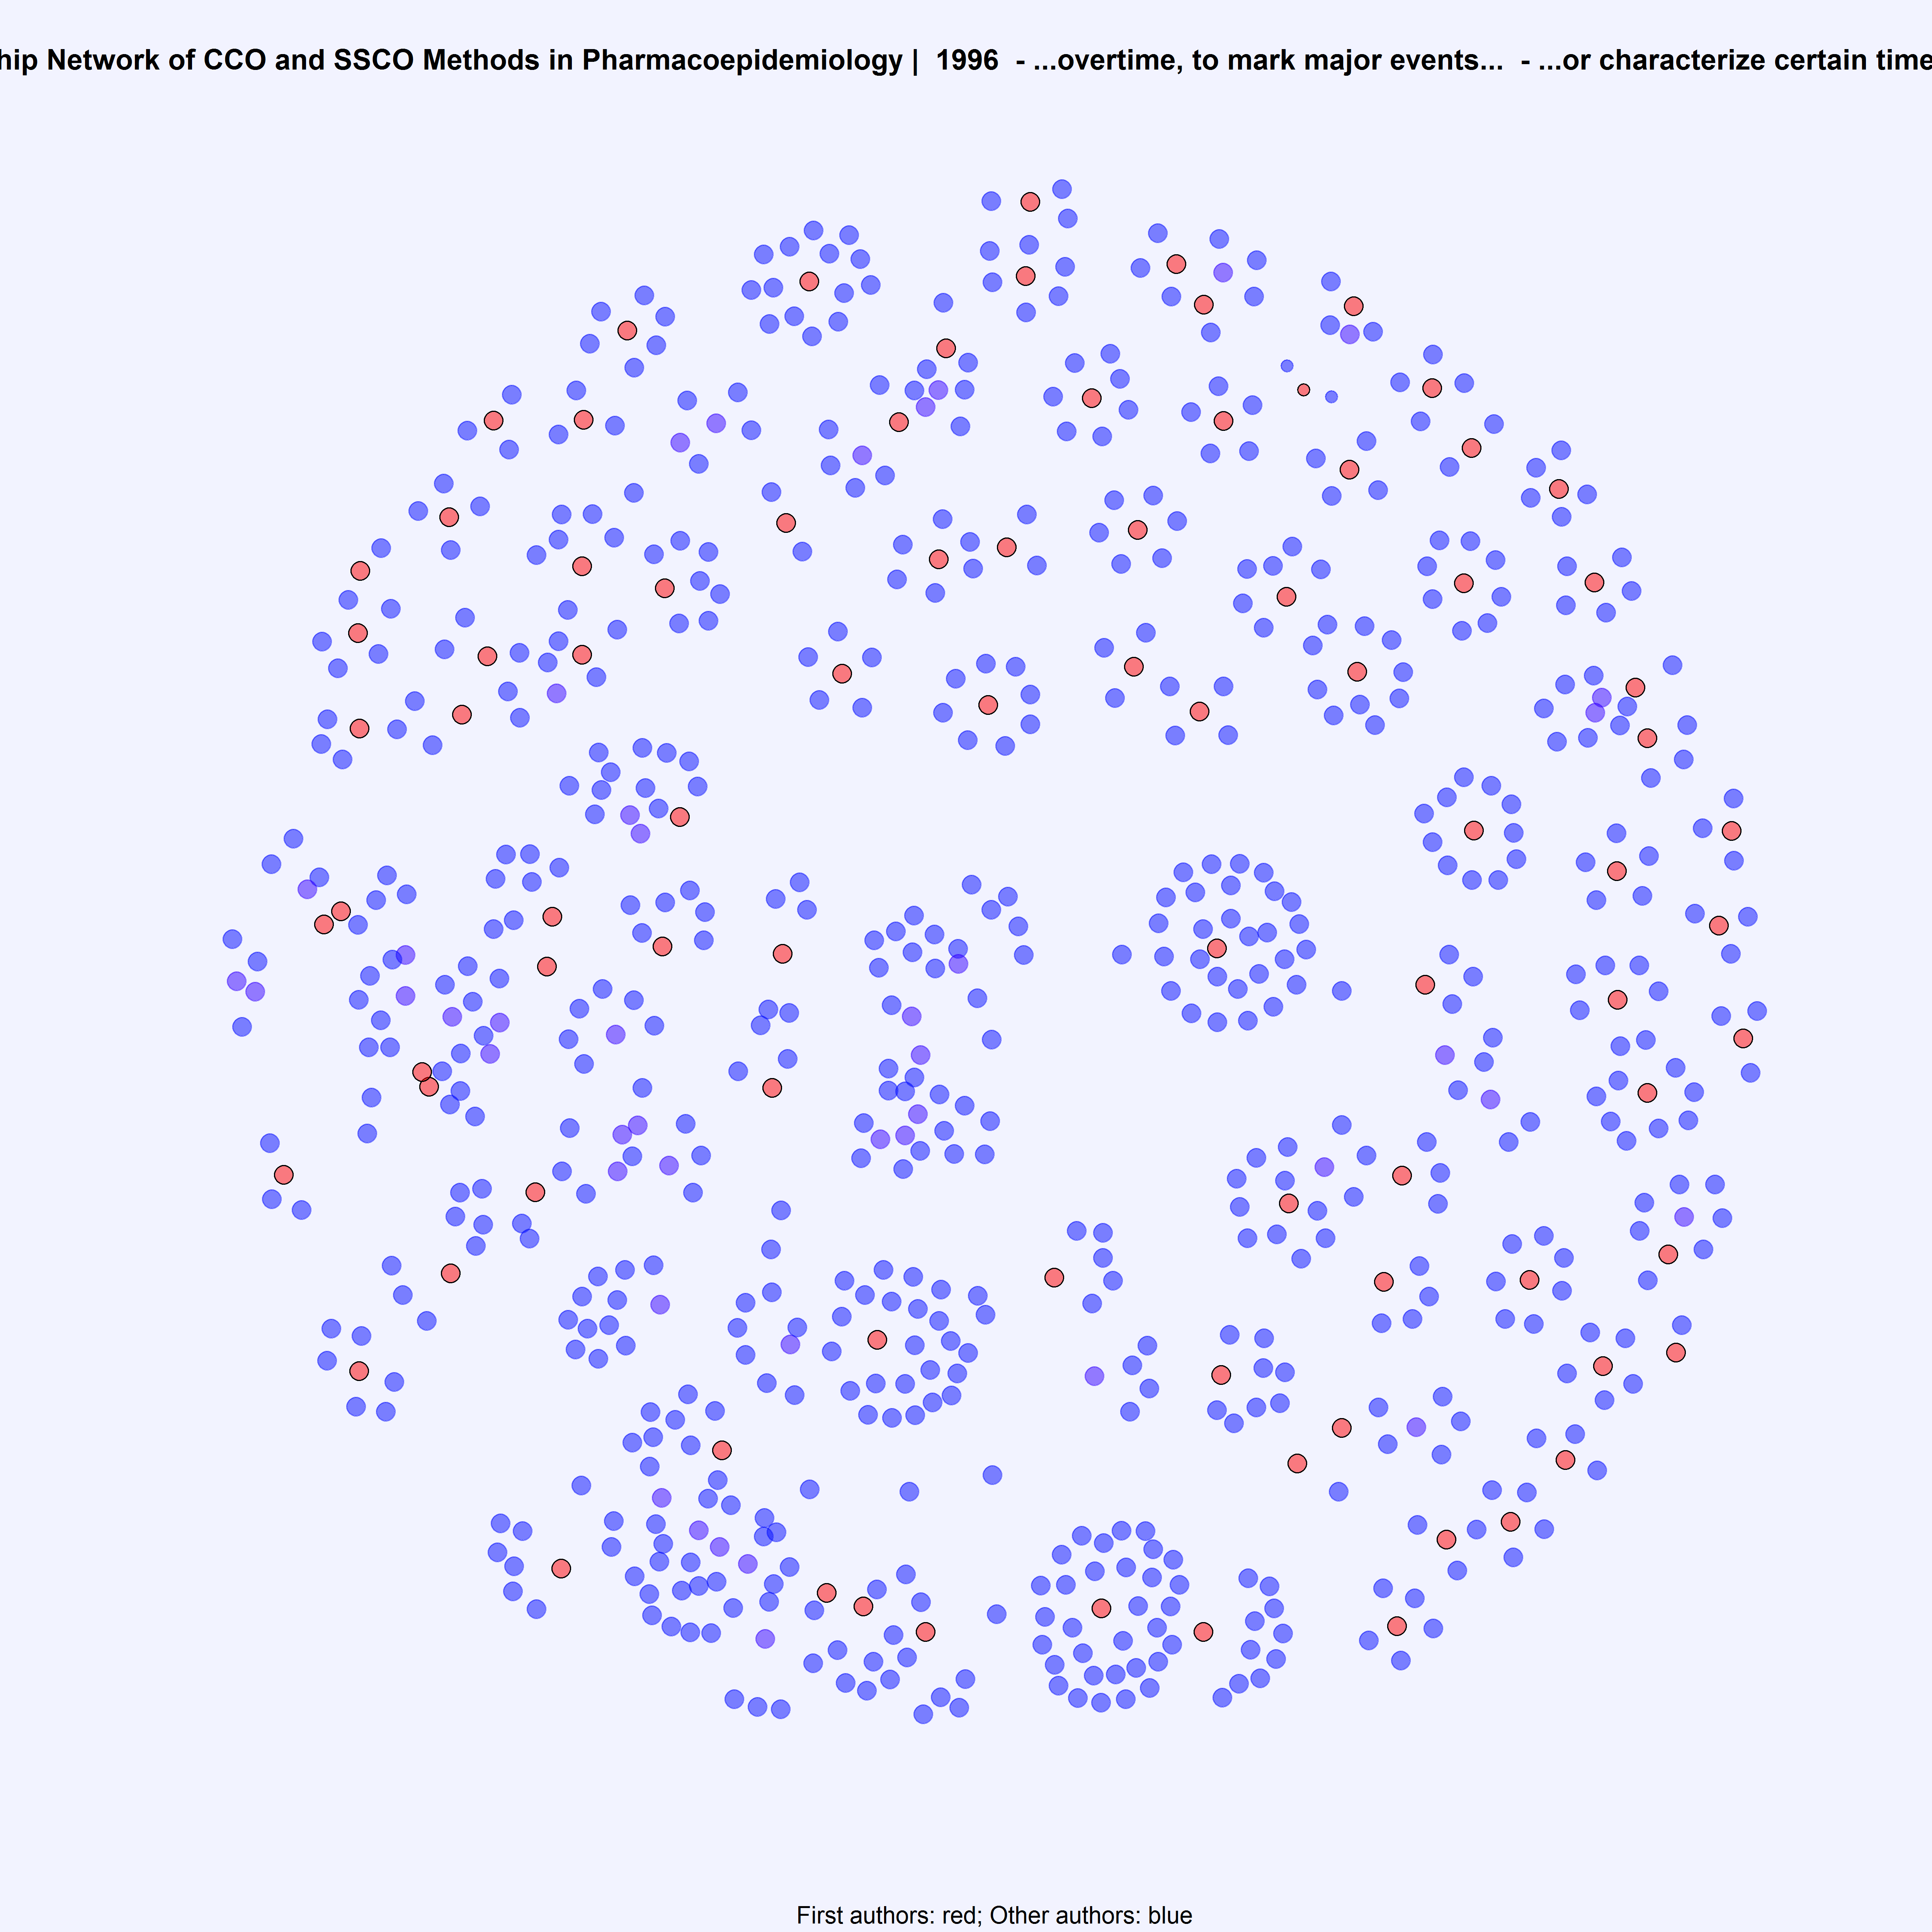 hip Network of CCO and SSCO Methods in Pharmacoepidemiology | 1996 - ...overtime, to mark major events... - ...or characterize certain time
First authors: red; Other authors: blue